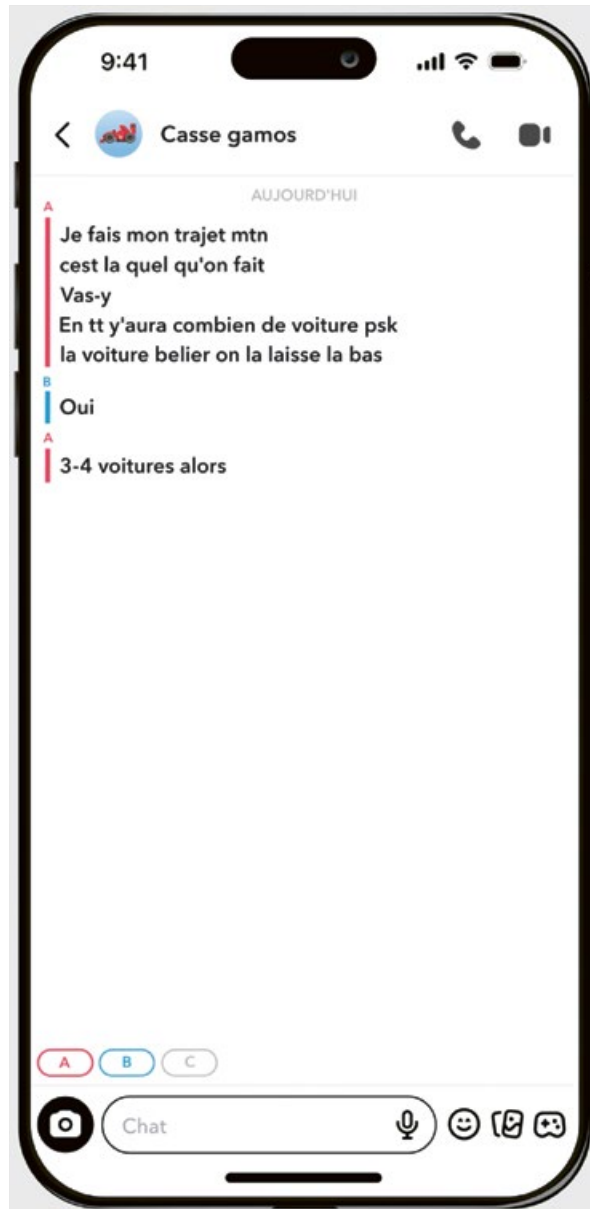 9:41
Casse gamos
AUJOURD'HUI
A
Je fais mon trajet mtn
cest la quel qu'on fait
Vas-y
En tt y'aura combien de voiture psk
la voiture belier on la laisse la bas
B
Oui
A
3-4 voitures alors
A B C
Chat